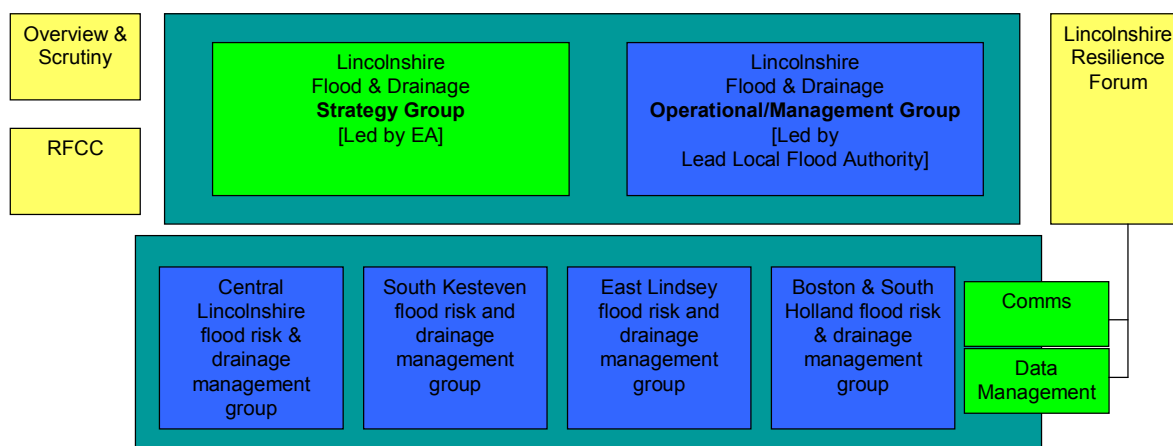 Overview &
Scrutiny
RFCC
Lincolnshire
Flood & Drainage
Strategy Group
[Led by EA]
Lincolnshire
Flood & Drainage
Operational/Management Group
[Led by
Lead Local Flood Authority]
Lincolnshire
Resilience
Forum
Central
Lincolnshire
flood risk &
drainage
management
group
South Kesteven
flood risk and
drainage
management
group
East Lindsey
flood risk and
drainage
management
group
Boston & South
Holland flood risk
& drainage
management
group
Comms
Data
Management